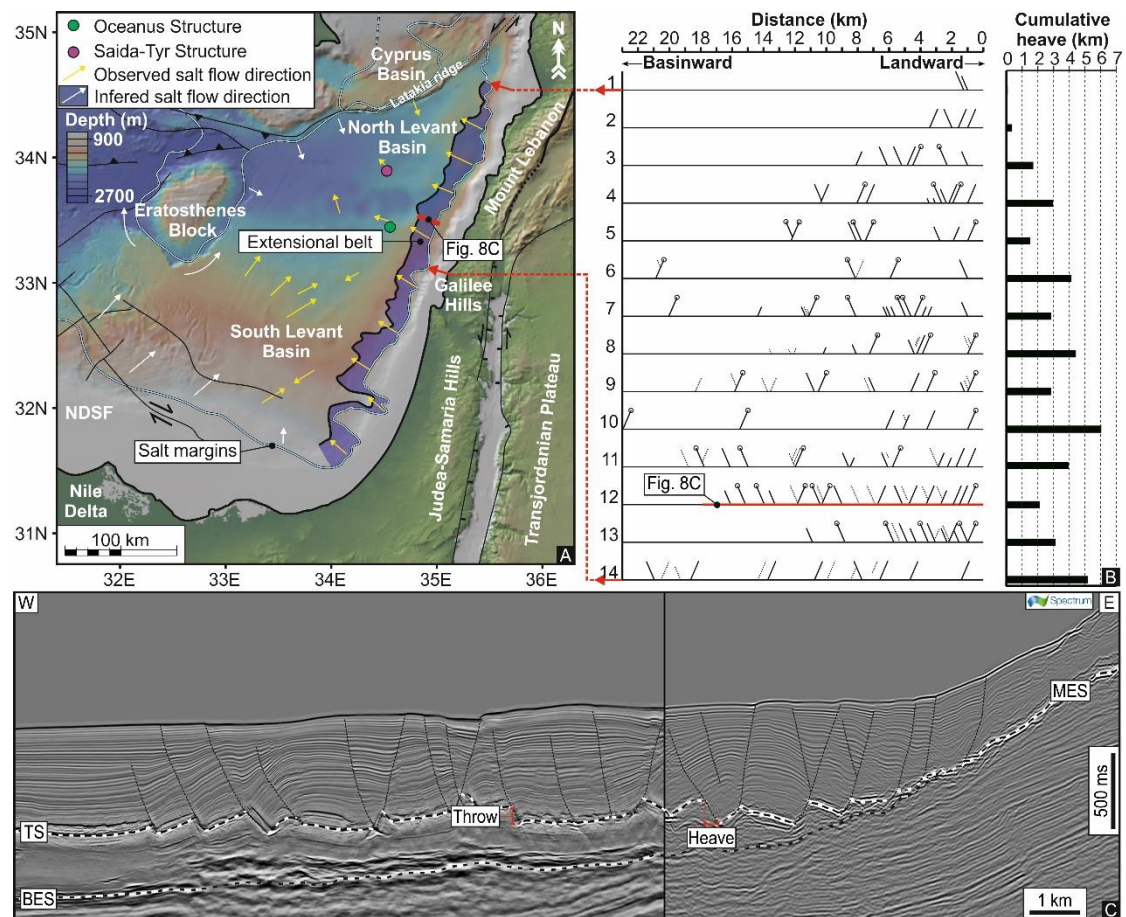 Oceanus Structure
Saida-Tyr Structure
Observed salt flow direction
Infered salt flow direction
Depth (m)
900
2700
35N
34N
33N
32N
31N
32E
33E
34E
35E
36E
N
Cyprus
Basin
Latakia ridge
North Levant
Basin
Mount Lebanon
Eratosthenes
Block
Extensional belt
Fig. 8C
Galilee
Hills
South Levant
Basin
NDSF
Salt margins
Judea-Samaria Hills
Transjordanian Plateau
Nile
Delta
100 km
A
Distance (km)
22 20 18 16 14 12 10 8 6 4 2 0
Basinward
Landward
1
2
3
4
5
6
7
8
9
10
11
12
13
14
Fig. 8C
Cumulative
heave (km)
0 1 2 3 4 5 6 7
B
W
Spectrum
E
MES
Throw
Heave
TS
BES
500 ms
1 km
C